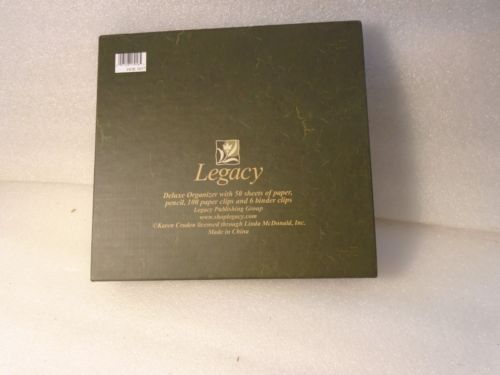 Legacy
Deluxe Organizer with 50 sheets of paper,
pencil, 100 paper clips and 6 binder clips
Legacy Publishing Group
www.shoplegacy.com
©Karen Cruden licensed through Linda McDonald, Inc.
Made in China